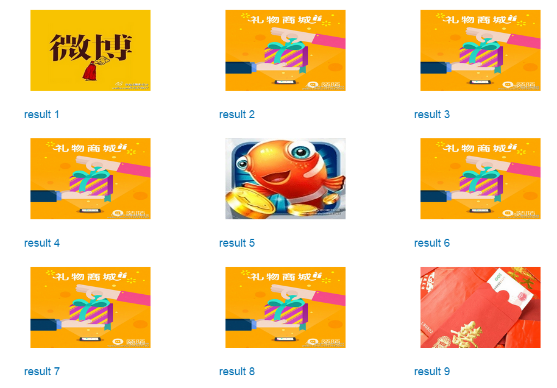 微博
result 1
礼物商城
result 2
礼物商城
result 3
礼物商城
result 4
result 5
礼物商城
result 6
礼物商城
result 7
礼物商城
result 8
result 9